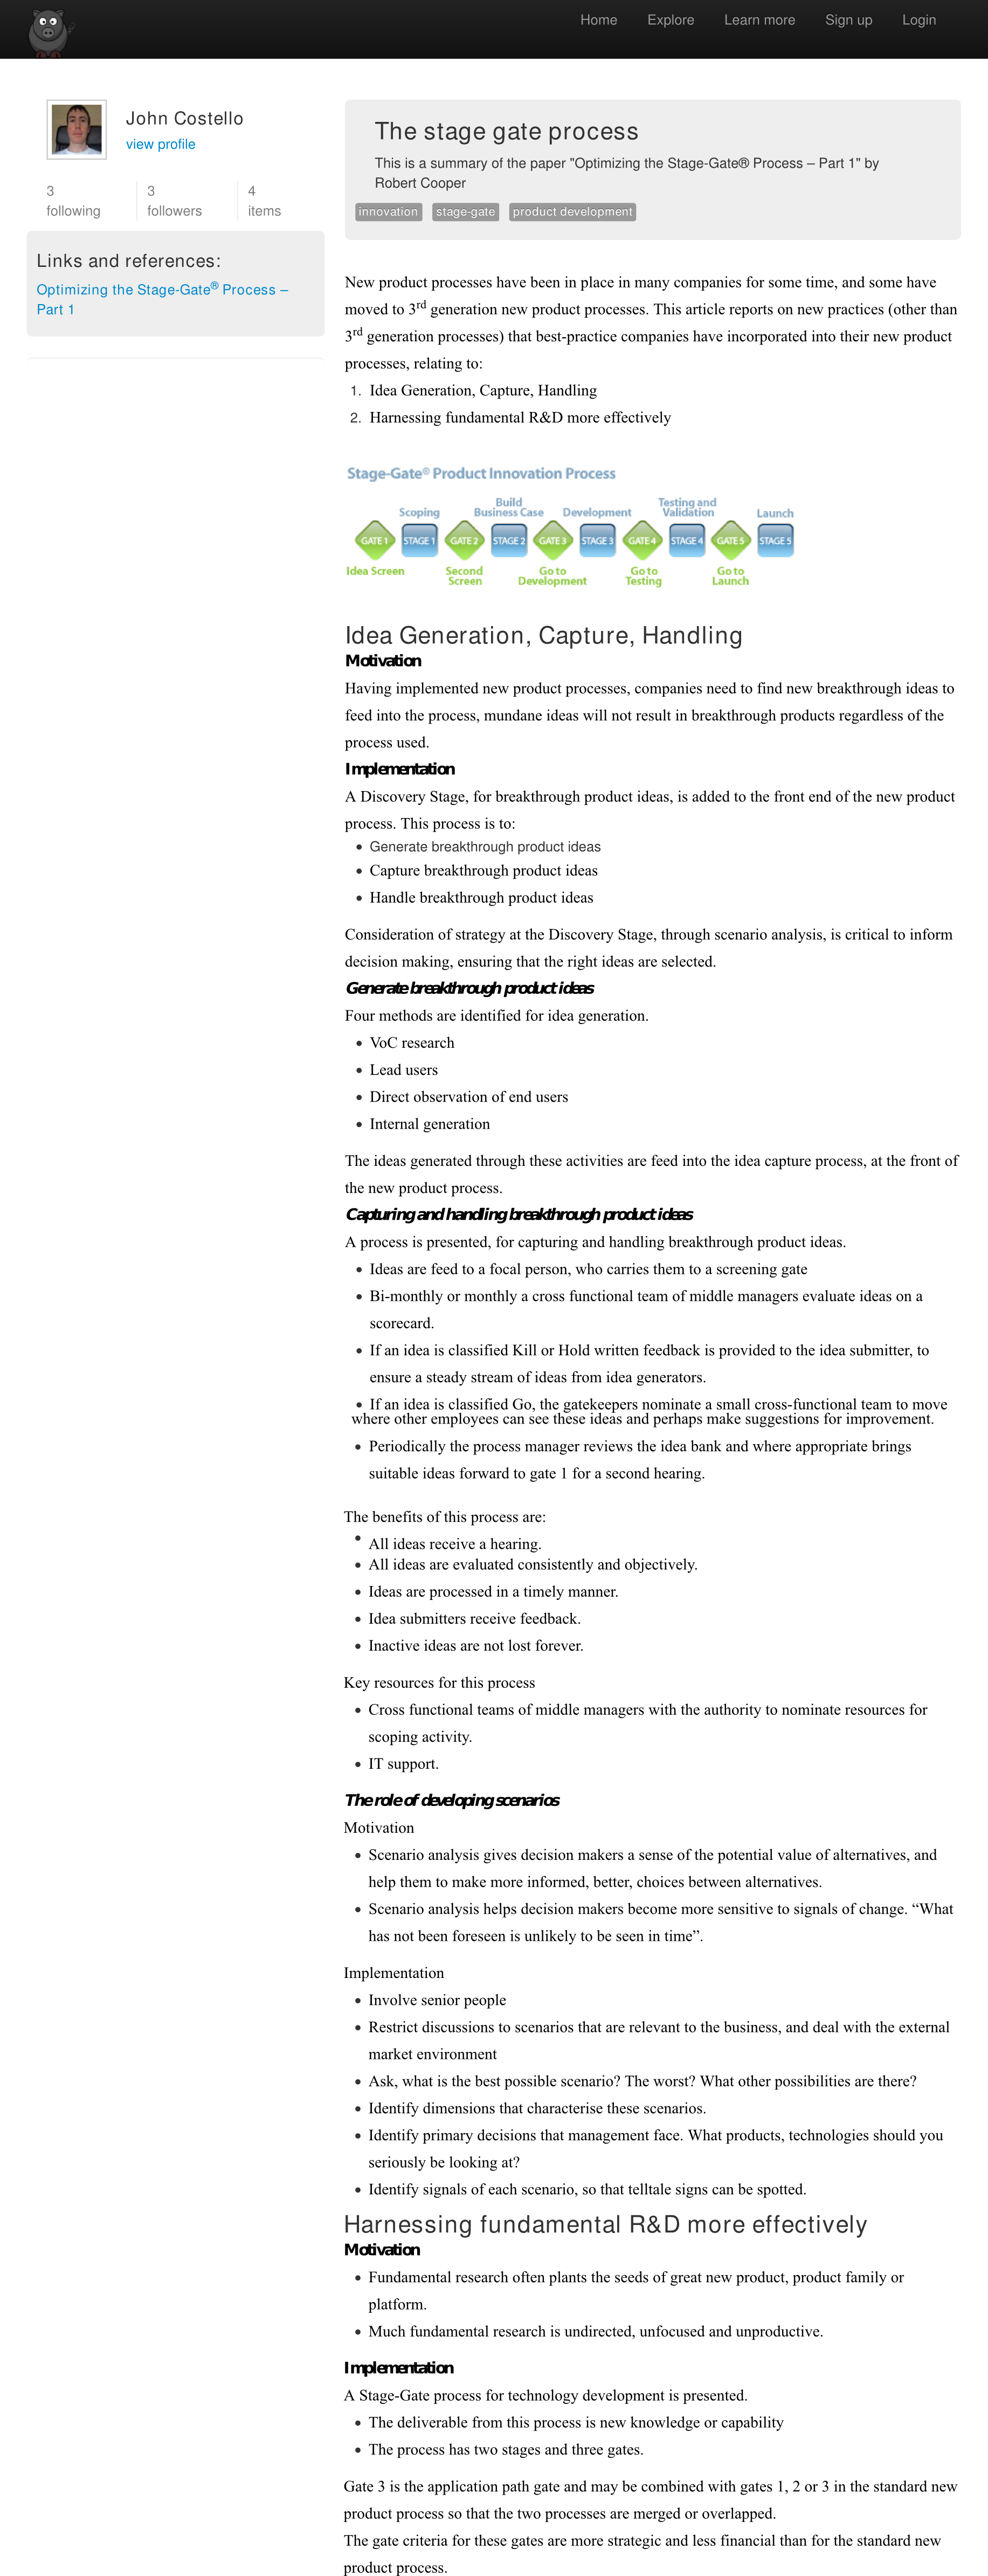 Home Explore Learn more Sign up Login
John Costello
view profile
3 following
3 followers
4 items
Links and references:
Optimizing the Stage-Gate® Process –
Part 1
The stage gate process
This is a summary of the paper "Optimizing the Stage-Gate® Process – Part 1" by
Robert Cooper
innovation stage-gate product development
New product processes have been in place in many companies for some time, and some have
moved to 3rd generation new product processes. This article reports on new practices (other than
3rd generation processes) that best-practice companies have incorporated into their new product
processes, relating to:
1. Idea Generation, Capture, Handling
2. Harnessing fundamental R&D more effectively
Stage-Gate® Product Innovation Process
Scoping Build Business Case Development Testing and Validation Launch
GATE 1 STAGE 1 GATE 2 STAGE 2 GATE 3 STAGE 3 GATE 4 STAGE 4 GATE 5 STAGE 5
Idea Screen Second Screen Go to Development Go to Testing Go to Launch
Idea Generation, Capture, Handling
Motivation
Having implemented new product processes, companies need to find new breakthrough ideas to
feed into the process, mundane ideas will not result in breakthrough products regardless of the
process used.
Implementation
A Discovery Stage, for breakthrough product ideas, is added to the front end of the new product
process. This process is to:
• Generate breakthrough product ideas
• Capture breakthrough product ideas
• Handle breakthrough product ideas
Consideration of strategy at the Discovery Stage, through scenario analysis, is critical to inform
decision making, ensuring that the right ideas are selected.
Generate breakthrough product ideas
Four methods are identified for idea generation.
• VoC research
• Lead users
• Direct observation of end users
• Internal generation
The ideas generated through these activities are feed into the idea capture process, at the front of
the new product process.
Capturing and handling breakthrough product ideas
A process is presented, for capturing and handling breakthrough product ideas.
• Ideas are feed to a focal person, who carries them to a screening gate
• Bi-monthly or monthly a cross functional team of middle managers evaluate ideas on a
scorecard.
• If an idea is classified Kill or Hold written feedback is provided to the idea submitter, to
ensure a steady stream of ideas from idea generators.
• If an idea is classified Go, the gatekeepers nominate a small cross-functional team to move
where other employees can see these ideas and perhaps make suggestions for improvement.
• Periodically the process manager reviews the idea bank and where appropriate brings
suitable ideas forward to gate 1 for a second hearing.
The benefits of this process are:
• All ideas receive a hearing.
• All ideas are evaluated consistently and objectively.
• Ideas are processed in a timely manner.
• Idea submitters receive feedback.
• Inactive ideas are not lost forever.
Key resources for this process
• Cross functional teams of middle managers with the authority to nominate resources for
scoping activity.
• IT support.
The role of developing scenarios
Motivation
• Scenario analysis gives decision makers a sense of the potential value of alternatives, and
help them to make more informed, better, choices between alternatives.
• Scenario analysis helps decision makers become more sensitive to signals of change. “What
has not been foreseen is unlikely to be seen in time”.
Implementation
• Involve senior people
• Restrict discussions to scenarios that are relevant to the business, and deal with the external
market environment
• Ask, what is the best possible scenario? The worst? What other possibilities are there?
• Identify dimensions that characterise these scenarios.
• Identify primary decisions that management face. What products, technologies should you
seriously be looking at?
• Identify signals of each scenario, so that telltale signs can be spotted.
Harnessing fundamental R&D more effectively
Motivation
• Fundamental research often plants the seeds of great new product, product family or
platform.
• Much fundamental research is undirected, unfocused and unproductive.
Implementation
A Stage-Gate process for technology development is presented.
• The deliverable from this process is new knowledge or capability
• The process has two stages and three gates.
Gate 3 is the application path gate and may be combined with gates 1, 2 or 3 in the standard new
product process so that the two processes are merged or overlapped.
The gate criteria for these gates are more strategic and less financial than for the standard new
product process.